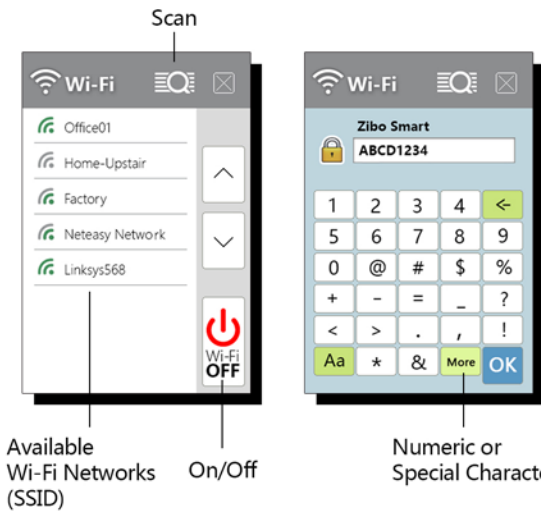 Scan
Wi-Fi
Office01
Home-Upstair
Factory
Neteasy Network
Linksys568
Wi-Fi
OFF
Available
Wi-Fi Networks
(SSID)
On/Off
Wi-Fi
Zibo Smart
ABCD1234
1 2 3 4 <-
5 6 7 8 9
0 @ # $ %
+ - = _ ?
< > . , !
Aa * & More OK
Numeric or
Special